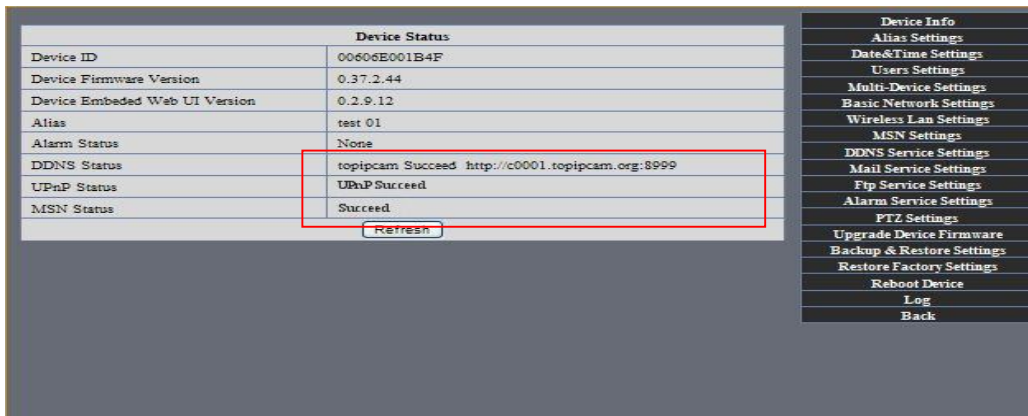 Device Status
Device ID 00606E001B4F
Device Firmware Version 0.37.2.44
Device Embeded Web UI Version 0.2.9.12
Alias test 01
Alarm Status None
DDNS Status topipcam Succeed http://c0001.topipcam.org:8999
UPnP Status UPnP Succeed
MSN Status Succeed
Refresh
Device Info
Alias Settings
Date&Time Settings
Users Settings
Multi-Device Settings
Basic Network Settings
Wireless Lan Settings
MSN Settings
DDNS Service Settings
Mail Service Settings
Ftp Service Settings
Alarm Service Settings
PTZ Settings
Upgrade Device Firmware
Backup & Restore Settings
Restore Factory Settings
Reboot Device
Log
Back